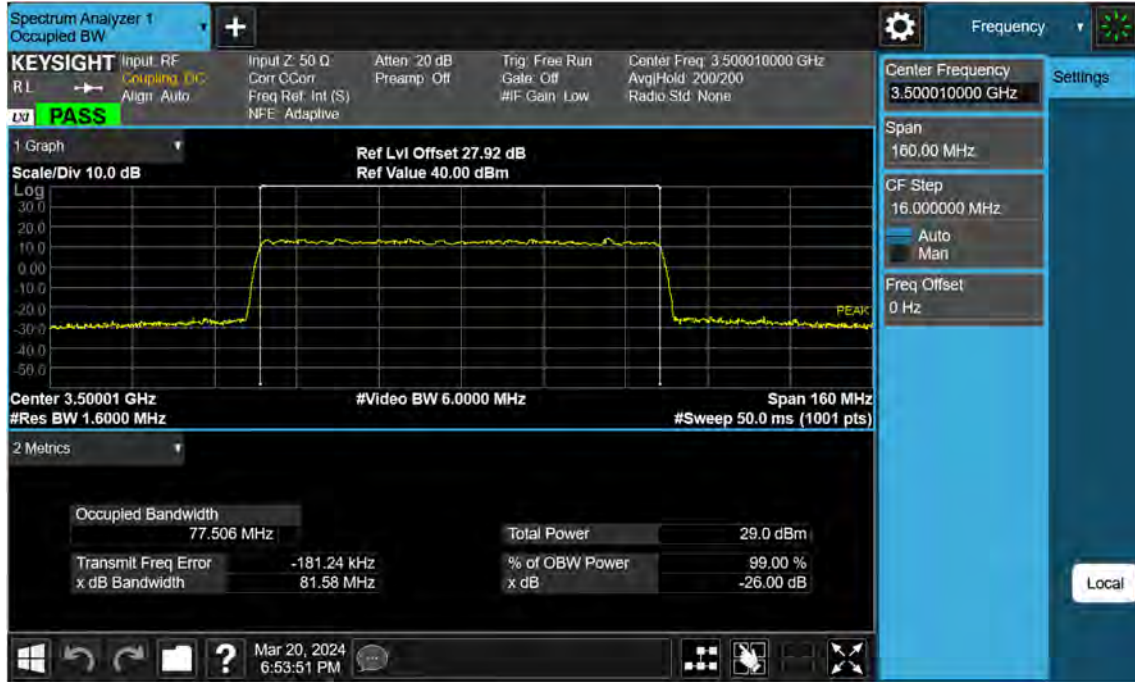 Spectrum Analyzer 1
Occupied BW
+
Frequency
KEYSIGHT
RL
LXI
PASS
Input: RF
Coupling: DC
Align: Auto
Input Z: 50 Ω
Corr CCorr
Freq Ref: Int (S)
NFE: Adaptive
Atten: 20 dB
Preamp: Off
Trig: Free Run
Gate: Off
#IF Gain: Low
Center Freq: 3.500010000 GHz
Avg|Hold: 200/200
Radio Std: None
Center Frequency
3.500010000 GHz
Settings
Span
160.00 MHz
CF Step
16.000000 MHz
Auto
Man
Freq Offset
0 Hz
Local
1 Graph
Scale/Div 10.0 dB
Ref Lvl Offset 27.92 dB
Ref Value 40.00 dBm
Log
30.0
20.0
10.0
0.00
-10.0
-20.0
-30.0
-40.0
-50.0
PEAK
Center 3.50001 GHz
#Video BW 6.0000 MHz
Span 160 MHz
#Res BW 1.6000 MHz
#Sweep 50.0 ms (1001 pts)
2 Metrics
Occupied Bandwidth
77.506 MHz
Total Power 29.0 dBm
Transmit Freq Error -181.24 kHz
% of OBW Power 99.00 %
x dB Bandwidth 81.58 MHz
x dB -26.00 dB
?
Mar 20, 2024
6:53:51 PM